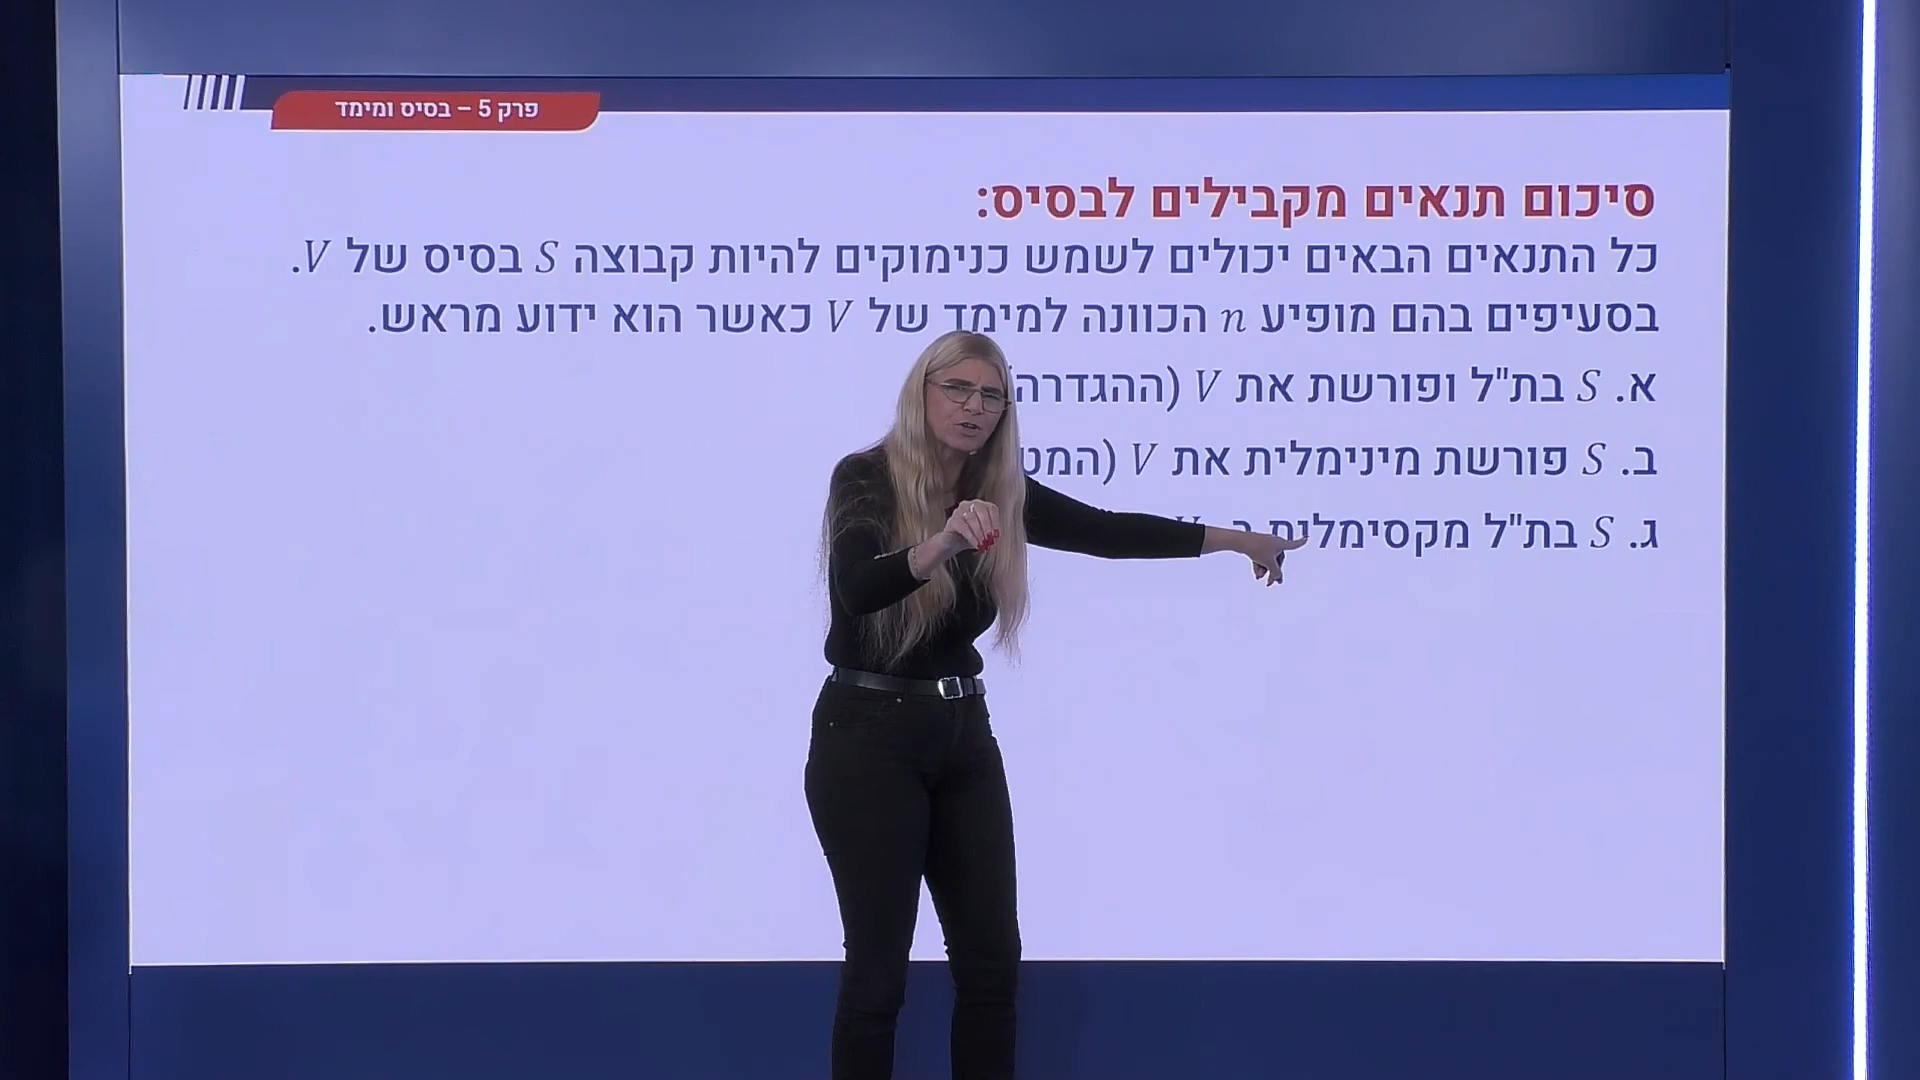 פרק 5 – בסיס ומימד
סיכום תנאים מקבילים לבסיס:
כל התנאים הבאים יכולים לשמש כנימוקים להיות קבוצה S בסיס של V.
בסעיפים בהם מופיע n הכוונה למימד של V כאשר הוא ידוע מראש.
א. S בת"ל ופורשת את V (ההגדרה
ב. S פורשת מינימלית את V
ג. S בת"ל מקסימלית